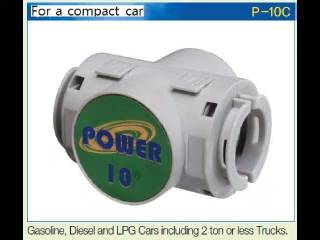 For a compact car
P-10C
POWER
10®
Gasoline, Diesel and LPG Cars including 2 ton or less Trucks.